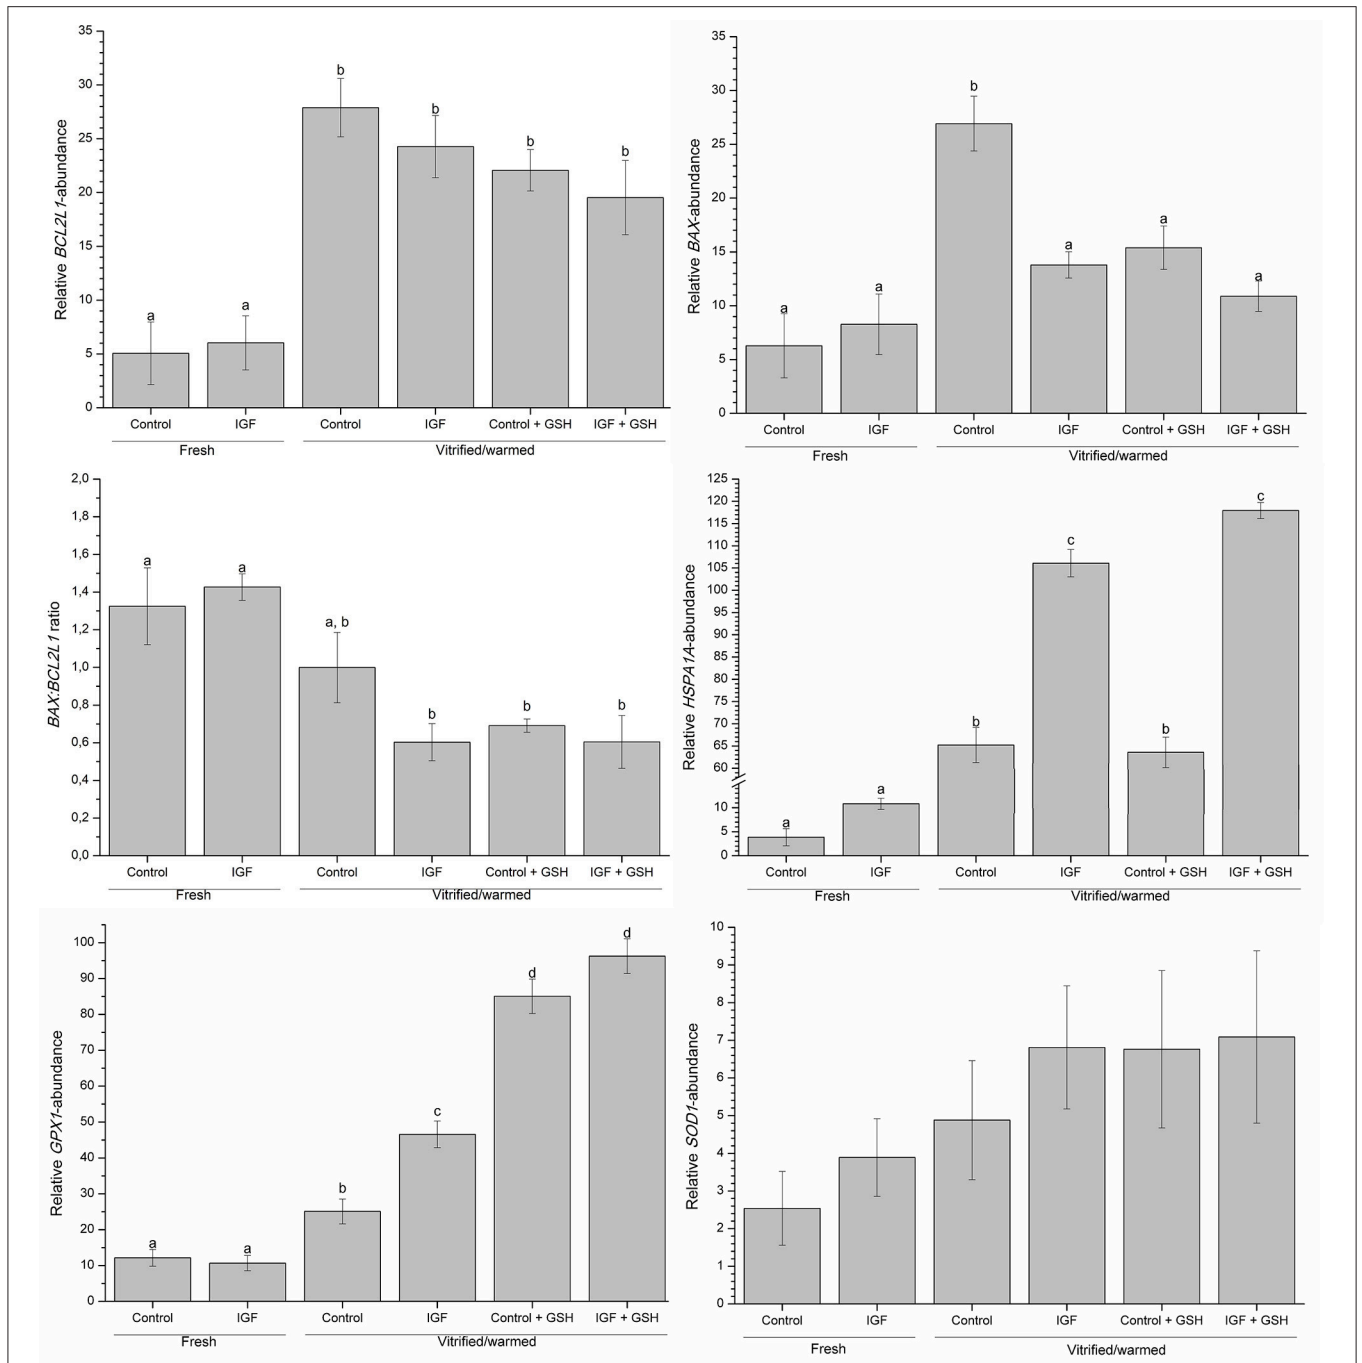 Relative BCL2L1-abundance
35
30
25
20
15
10
5
0
a
a
b
b
b
b
Control
IGF
Control
IGF
Control + GSH
IGF + GSH
Fresh
Vitrified/warmed
Relative BAX-abundance
35
30
25
20
15
10
5
0
a
a
b
a
a
a
Control
IGF
Control
IGF
Control + GSH
IGF + GSH
Fresh
Vitrified/warmed
BAX:BCL2L1 ratio
2,0
1,8
1,6
1,4
1,2
1,0
0,8
0,6
0,4
0,2
0,0
a
a
a, b
b
b
b
Control
IGF
Control
IGF
Control + GSH
IGF + GSH
Fresh
Vitrified/warmed
Relative HSPA1A-abundance
125
120
115
110
105
100
95
90
85
80
75
70
65
60
10
5
0
a
a
b
c
b
c
Control
IGF
Control
IGF
Control + GSH
IGF + GSH
Fresh
Vitrified/warmed
Relative GPX1-abundance
100
90
80
70
60
50
40
30
20
10
0
a
a
b
c
d
d
Control
IGF
Control
IGF
Control + GSH
IGF + GSH
Fresh
Vitrified/warmed
Relative SOD1-abundance
10
9
8
7
6
5
4
3
2
1
0
Control
IGF
Control
IGF
Control + GSH
IGF + GSH
Fresh
Vitrified/warmed